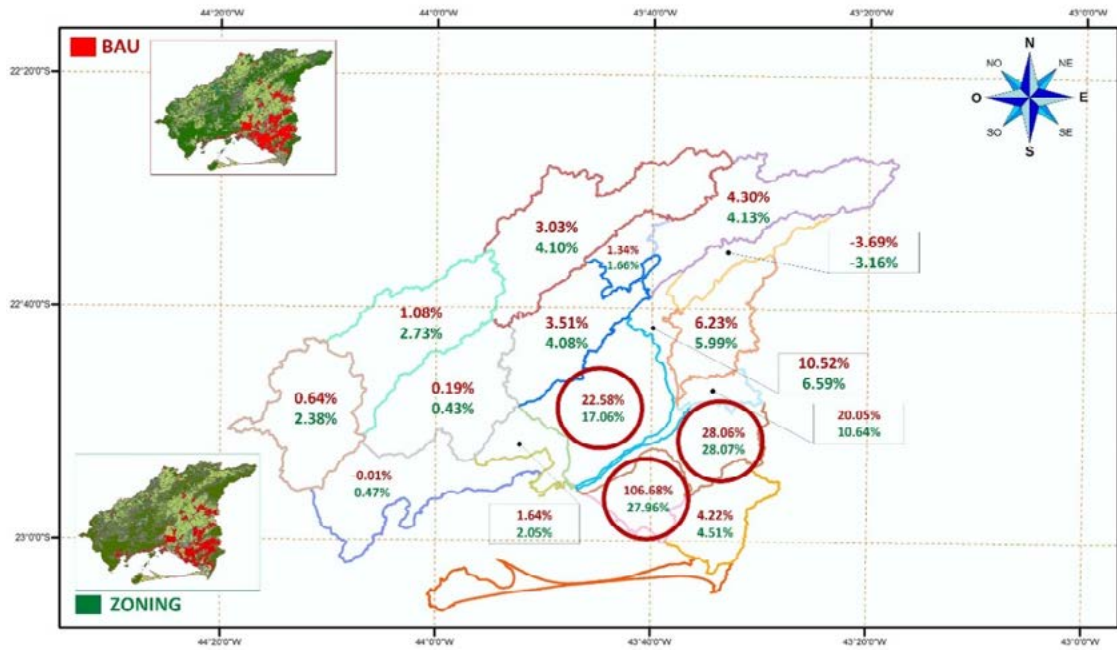 44°20'0"W 44°0'0"W 43°40'0"W 43°20'0"W 43°0'0"W
BAU
N
NO NE
O E
SO SE
S
22°20'0"S
4.30%
4.13%
3.03%
4.10%
1.34%
-1.66%
-3.69%
-3.16%
22°40'0"S
1.08%
2.73%
3.51%
4.08%
6.23%
5.99%
10.52%
6.59%
0.64%
2.38%
0.19%
0.43%
22.58%
17.06%
20.05%
10.64%
28.06%
28.07%
-0.01%
0.47%
106.68%
27.96%
1.64%
2.05%
4.22%
4.51%
23°0'0"S
ZONING
44°20'0"W 44°0'0"W 43°40'0"W 43°20'0"W 43°0'0"W